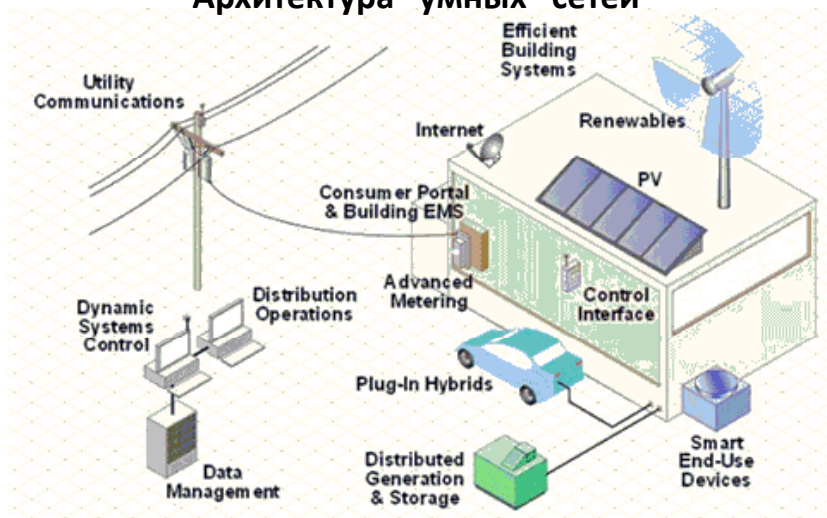 Архитектура умных сетей
Efficient
Building
Systems
Utility
Communications
Internet
Renewables
PV
Consumer Portal
& Building EMS
Advanced
Metering
Control
Interface
Dynamic
Systems
Control
Distribution
Operations
Plug-In Hybrids
Data
Management
Distributed
Generation
& Storage
Smart
End-Use
Devices